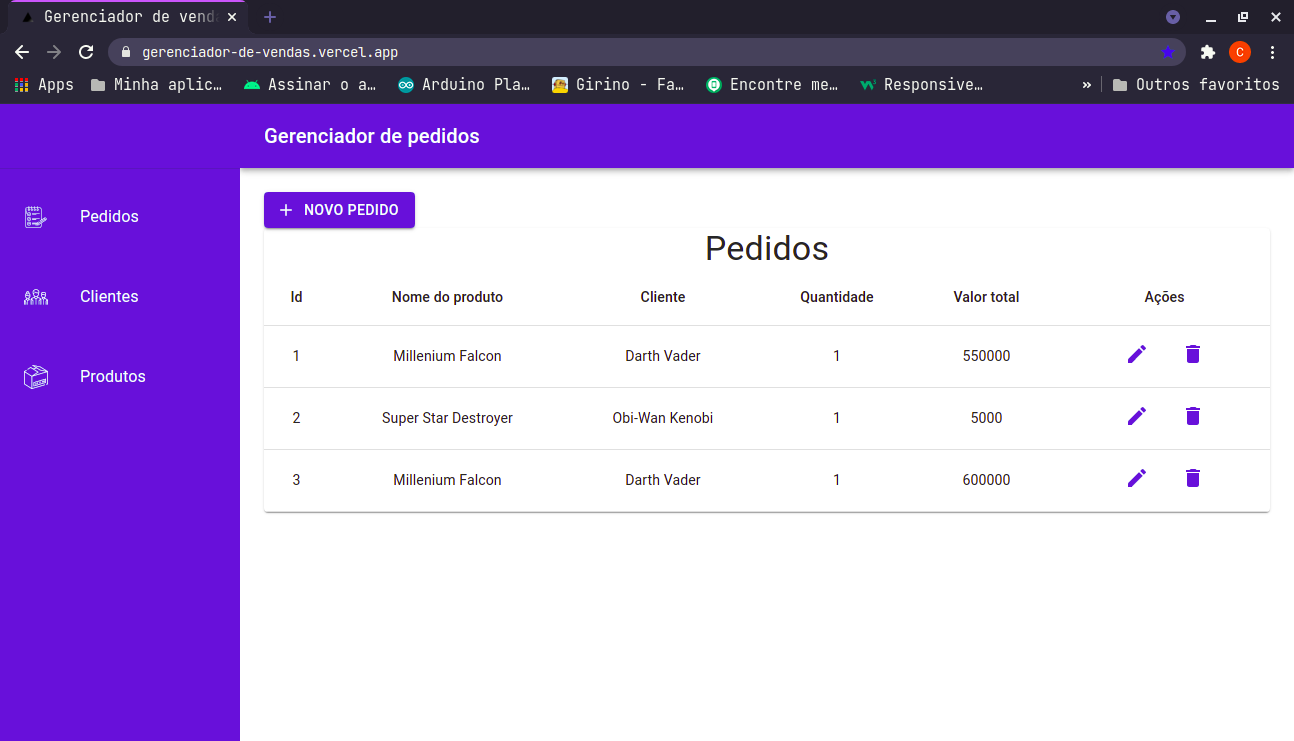 Gerenciador de vend
gerenciador-de-vendas.vercel.app
C
Apps Minha aplic… Assinar o a… Arduino Pla… Girino - Fa… Encontre me… Responsive… » Outros favoritos
Gerenciador de pedidos
Pedidos
Clientes
Produtos
NOVO PEDIDO
Pedidos
Id Nome do produto Cliente Quantidade Valor total Ações
1 Millenium Falcon Darth Vader 1 550000
2 Super Star Destroyer Obi-Wan Kenobi 1 5000
3 Millenium Falcon Darth Vader 1 600000